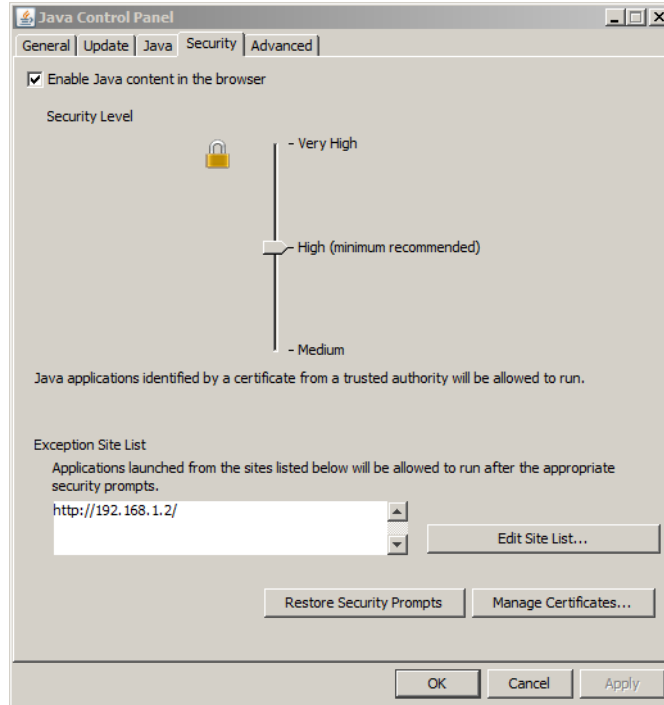 Java Control Panel
General Update Java Security Advanced
Enable Java content in the browser
Security Level
- Very High
- High (minimum recommended)
- Medium
Java applications identified by a certificate from a trusted authority will be allowed to run.
Exception Site List
Applications launched from the sites listed below will be allowed to run after the appropriate
security prompts.
http://192.168.1.2/
Edit Site List...
Restore Security Prompts Manage Certificates...
OK Cancel Apply